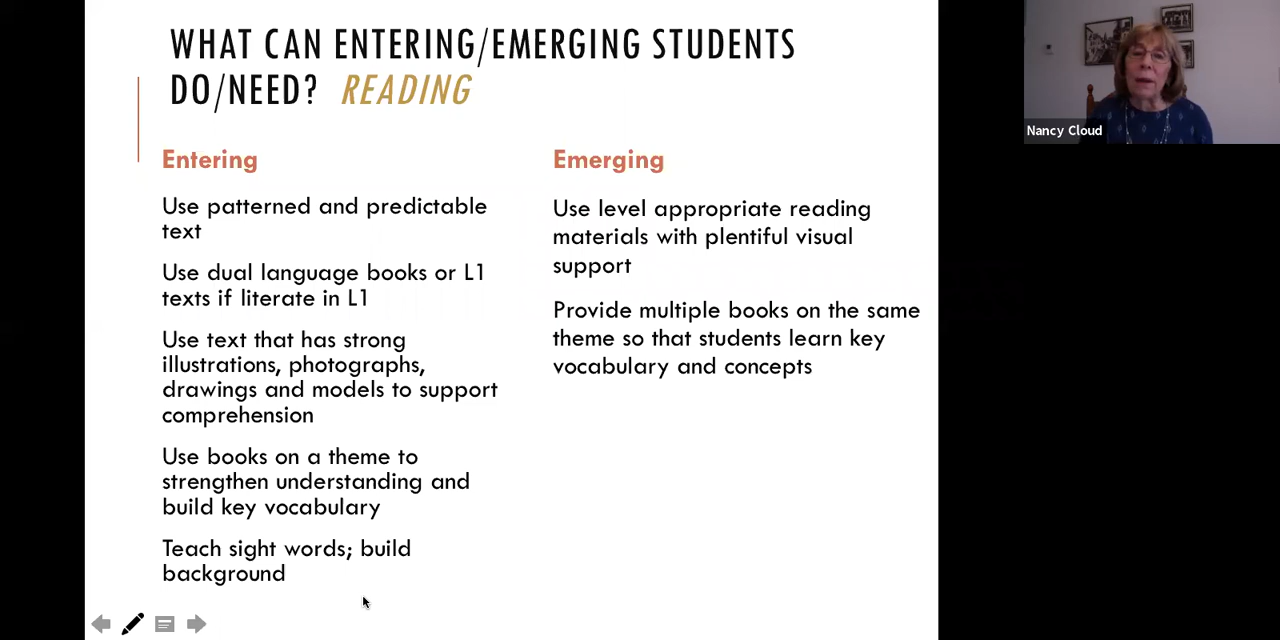 WHAT CAN ENTERING/EMERGING STUDENTS
DO/NEED? READING
Entering
Use patterned and predictable
text
Use dual language books or L1
texts if literate in L1
Use text that has strong
illustrations, photographs,
drawings and models to support
comprehension
Use books on a theme to
strengthen understanding and
build key vocabulary
Teach sight words; build
background
Emerging
Use level appropriate reading
materials with plentiful visual
support
Provide multiple books on the same
theme so that students learn key
vocabulary and concepts
Nancy Cloud